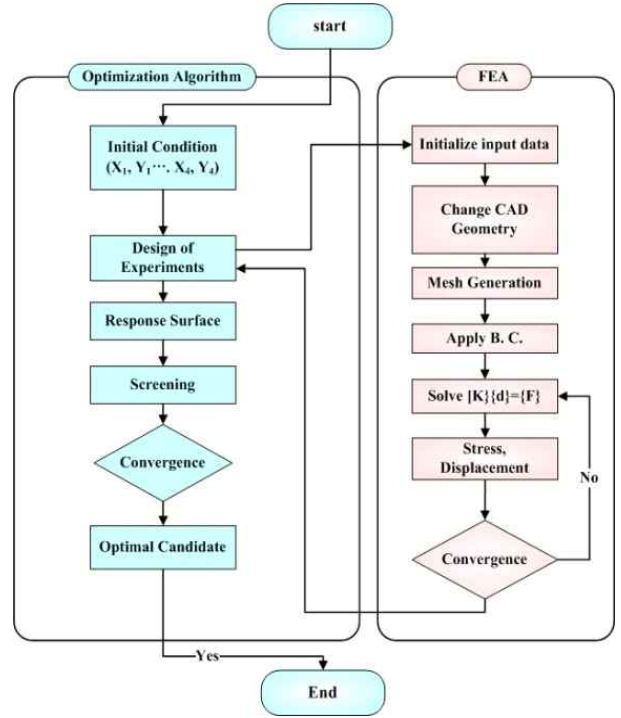 start
Optimization Algorithm
Initial Condition
(X₁, Y₁⋯. X₄, Y₄)
Design of
Experiments
Response Surface
Screening
Convergence
Optimal Candidate
Yes
End
FEA
Initialize input data
Change CAD
Geometry
Mesh Generation
Apply B. C.
Solve [K}{d}={F}
Stress,
Displacement
No
Convergence